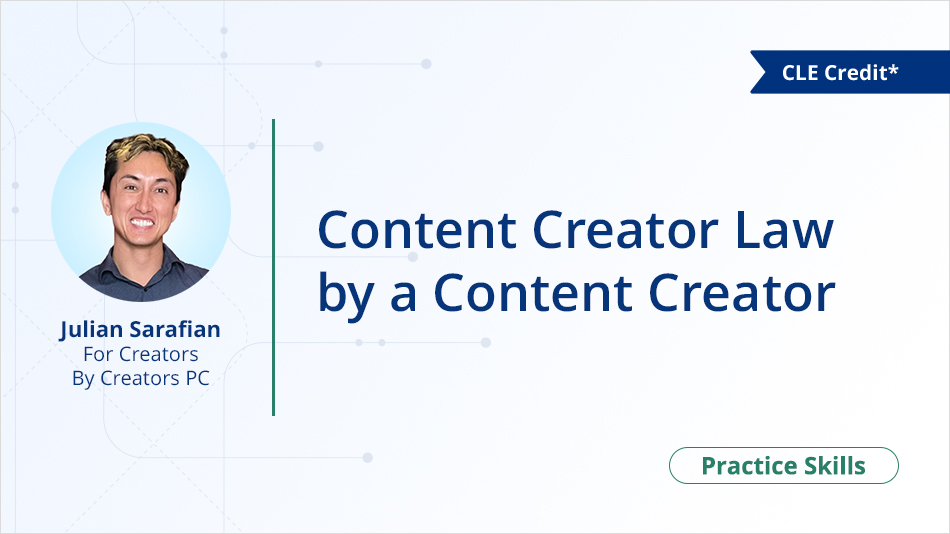 CLE Credit*
Content Creator Law
by a Content Creator
Julian Sarafian
For Creators
By Creators PC
Practice Skills